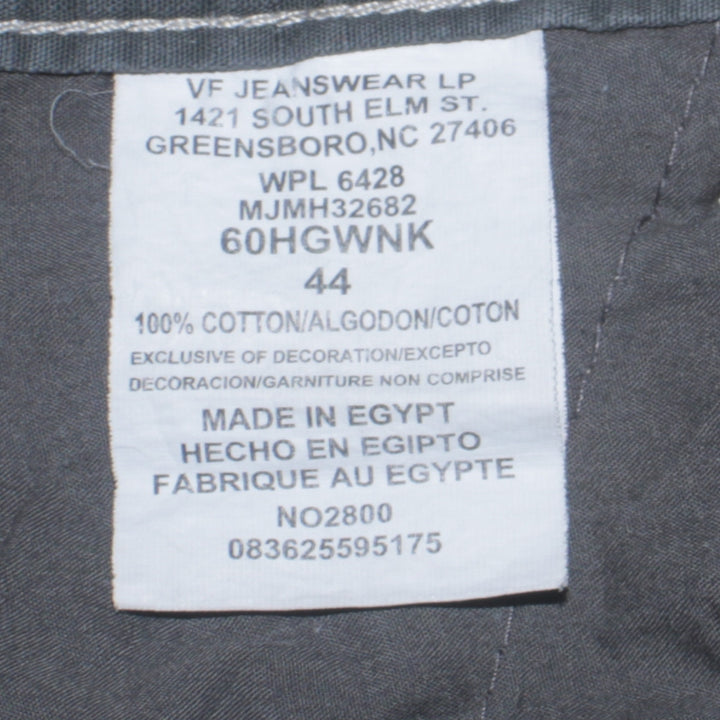 VF JEANSWEAR LP
1421 SOUTH ELM ST.
GREENSBORO,NC 27406
WPL 6428
MJMH32682
60HGWNK
44
100% COTTON/ALGODON/COTON
EXCLUSIVE OF DECORATION/EXCEPTO
DECORACION/GARNITURE NON COMPRISE
MADE IN EGYPT
HECHO EN EGIPTO
FABRIQUE AU EGYPTE
NO2800
083625595175